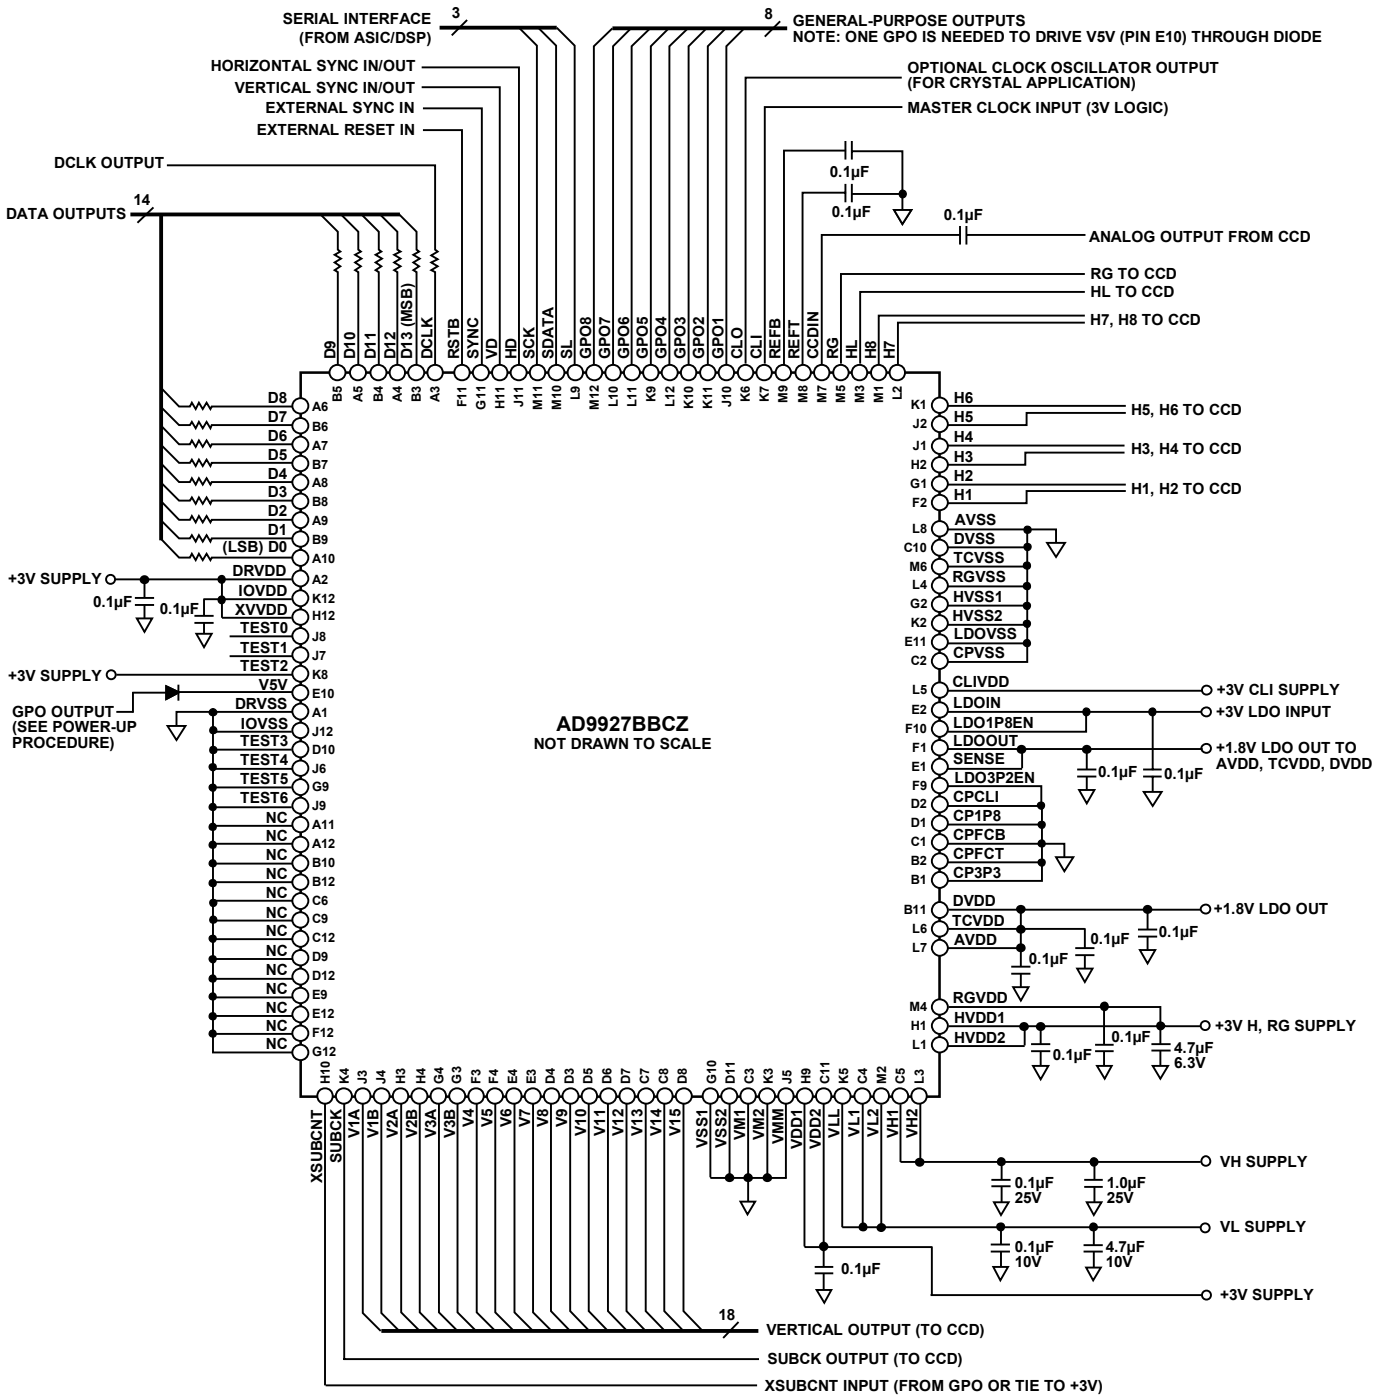 SERIAL INTERFACE
(FROM ASIC/DSP)
3
8
GENERAL-PURPOSE OUTPUTS
NOTE: ONE GPO IS NEEDED TO DRIVE V5V (PIN E10) THROUGH DIODE
HORIZONTAL SYNC IN/OUT
VERTICAL SYNC IN/OUT
EXTERNAL SYNC IN
EXTERNAL RESET IN
OPTIONAL CLOCK OSCILLATOR OUTPUT
(FOR CRYSTAL APPLICATION)
MASTER CLOCK INPUT (3V LOGIC)
DCLK OUTPUT
0.1µF
0.1µF
DATA OUTPUTS
14
0.1µF
ANALOG OUTPUT FROM CCD
RG TO CCD
HL TO CCD
H7, H8 TO CCD
D9
D10
D11
D12
D13 (MSB)
DCLK
RSTB
SYNC
VD
HD
SCK
SDATA
SL
GPO8
GPO7
GPO6
GPO5
GPO4
GPO3
GPO2
GPO1
CLO
CLI
REFB
REFT
CCDIN
RG
HL
H8
H7
B5
A5
B4
A4
B3
A3
F11
G11
H11
J11
M11
M10
L9
M12
L10
L11
K9
L12
K10
K11
J10
K6
K7
M9
M8
M7
M5
M3
M1
L2
D8 A6
D7 B6
D6 A7
D5 B7
D4 A8
D3 B8
D2 A9
D1 B9
(LSB) D0 A10
+3V SUPPLY
0.1µF
0.1µF
DRVDD A2
IOVDD K12
XVVDD H12
TEST0 J8
TEST1 J7
+3V SUPPLY
TEST2 K8
V5V E10
GPO OUTPUT
(SEE POWER-UP
PROCEDURE)
DRVSS A1
IOVSS J12
TEST3 D10
TEST4 J6
TEST5 G9
TEST6 J9
NC A11
NC A12
NC B10
NC B12
NC C6
NC C9
NC C12
NC D9
NC D12
NC E9
NC E12
NC F12
NC G12
AD9927BBCZ
NOT DRAWN TO SCALE
K1 H6
J2 H5
H5, H6 TO CCD
J1 H4
H2 H3
H3, H4 TO CCD
G1 H2
F2 H1
H1, H2 TO CCD
L8 AVSS
C10 DVSS
M6 TCVSS
L4 RGVSS
G2 HVSS1
K2 HVSS2
E11 LDOVSS
C2 CPVSS
L5 CLIVDD
+3V CLI SUPPLY
E2 LDOIN
+3V LDO INPUT
F10 LDO1P8EN
F1 LDOOUT
+1.8V LDO OUT TO
AVDD, TCVDD, DVDD
E1 SENSE
0.1µF
0.1µF
F9 LDO3P2EN
D2 CPCLI
D1 CP1P8
C1 CPFCB
B2 CPFCT
B1 CP3P3
B11 DVDD
+1.8V LDO OUT
L6 TCVDD
L7 AVDD
0.1µF
0.1µF
0.1µF
M4 RGVDD
H1 HVDD1
+3V H, RG SUPPLY
L1 HVDD2
0.1µF
0.1µF
4.7µF
6.3V
H10
K4
J3
J4
H3
H4
G4
G3
F3
F4
E4
E3
D4
D3
D5
D6
D7
C7
C8
D8
G10
D11
C3
K3
J5
H9
C11
K5
C4
M2
C5
L3
XSUBCNT
SUBCK
V1A
V1B
V2A
V2B
V3A
V3B
V4
V5
V6
V7
V8
V9
V10
V11
V12
V13
V14
V15
VSS1
VSS2
VM1
VM2
VMM
VDD1
VDD2
VLL
VL1
VL2
VH1
VH2
VH SUPPLY
0.1µF
25V
1.0µF
25V
VL SUPPLY
0.1µF
10V
4.7µF
10V
0.1µF
+3V SUPPLY
18
VERTICAL OUTPUT (TO CCD)
SUBCK OUTPUT (TO CCD)
XSUBCNT INPUT (FROM GPO OR TIE TO +3V)